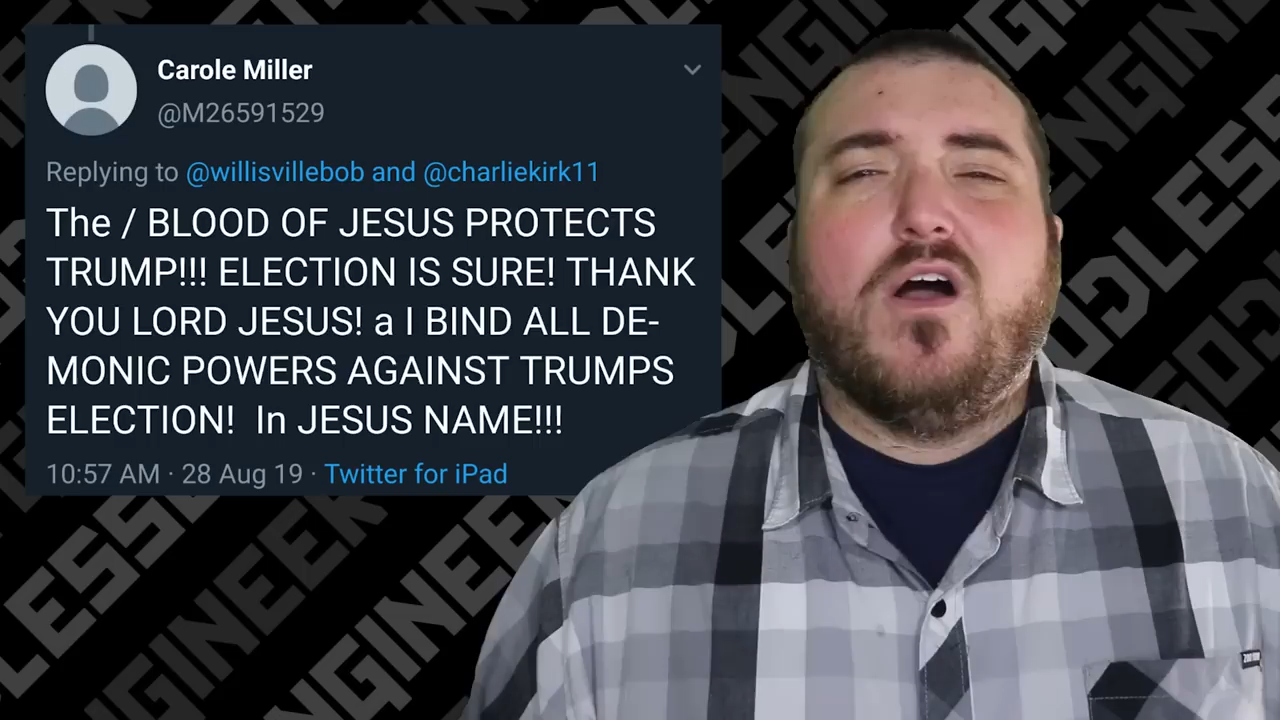 Carole Miller
@M26591529
Replying to @willisvillebob and @charliekirk11
The / BLOOD OF JESUS PROTECTS
TRUMP!!! ELECTION IS SURE! THANK
YOU LORD JESUS! a I BIND ALL DE-
MONIC POWERS AGAINST TRUMPS
ELECTION!  In JESUS NAME!!!
10:57 AM · 28 Aug 19 · Twitter for iPad
GODLESS
ENGINEER